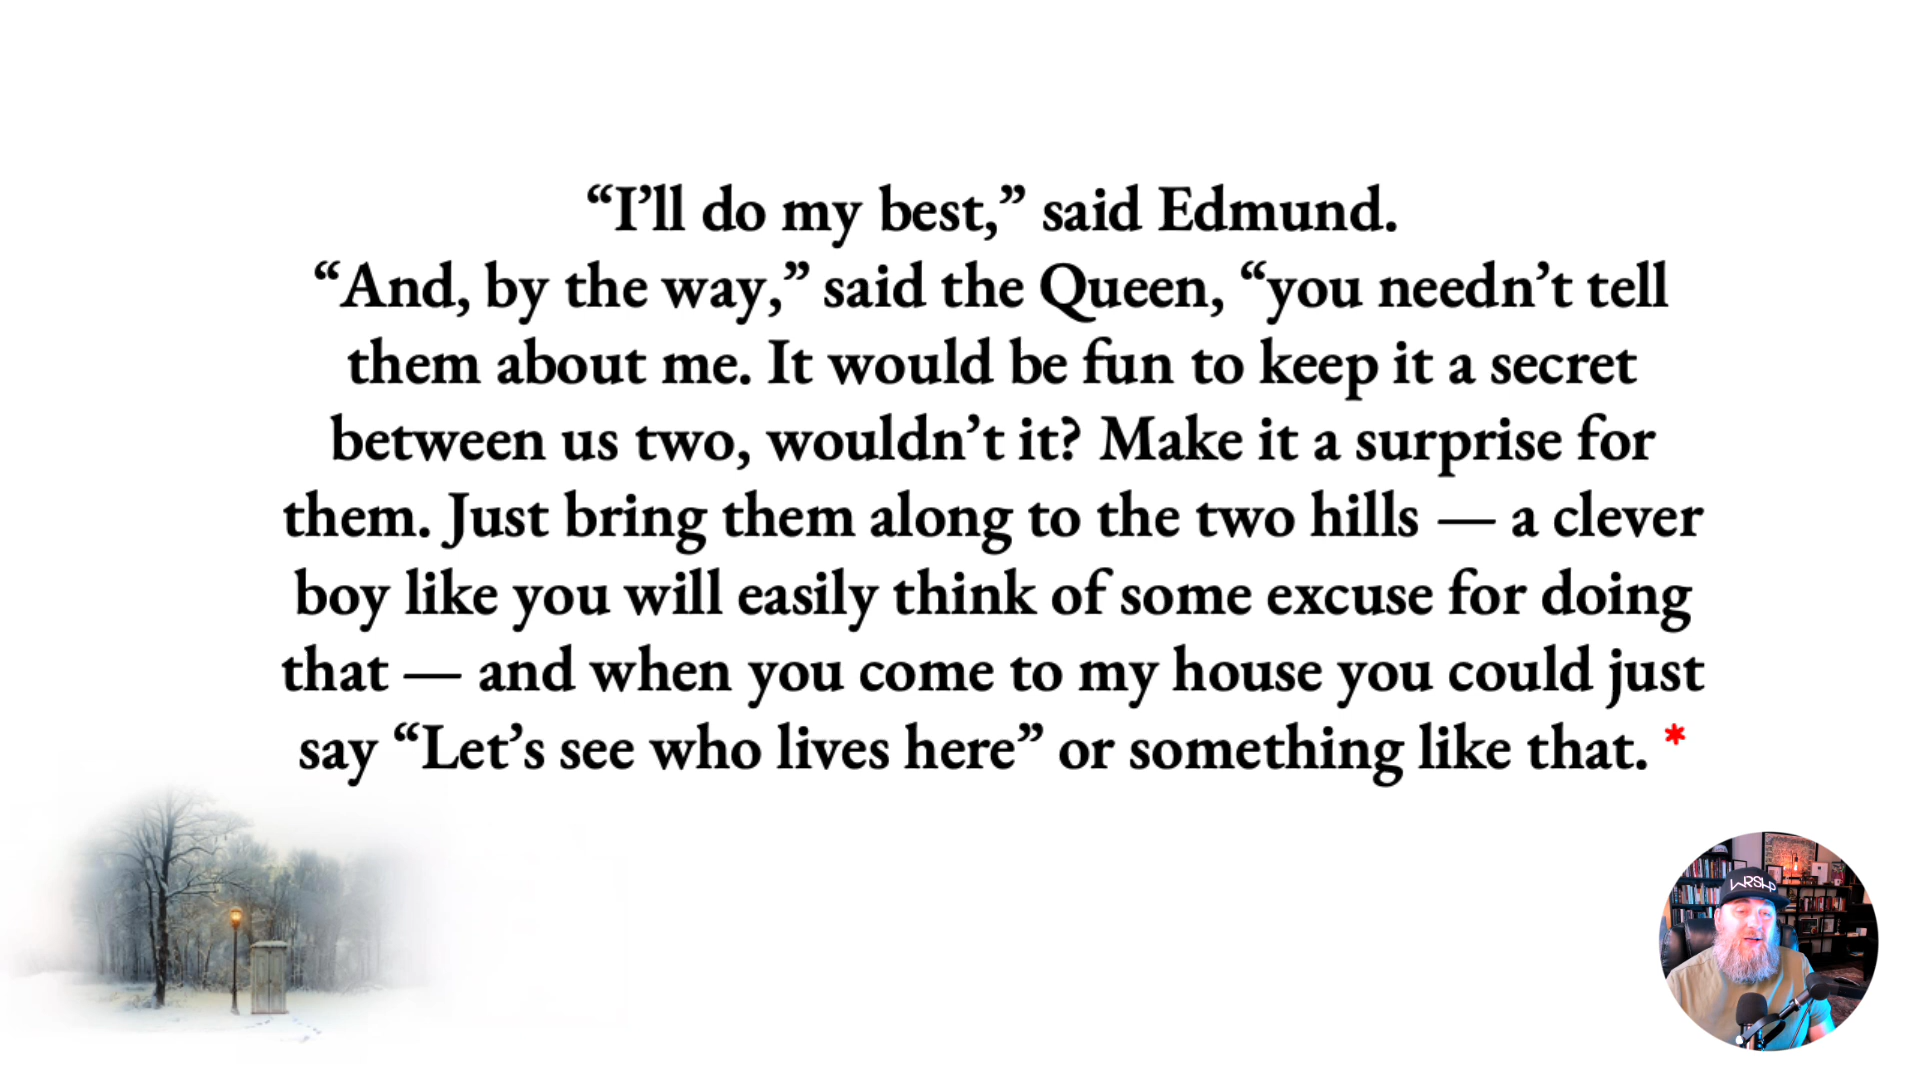 “I’ll do my best,” said Edmund.
“And, by the way,” said the Queen, “you needn’t tell
them about me. It would be fun to keep it a secret
between us two, wouldn’t it? Make it a surprise for
them. Just bring them along to the two hills — a clever
boy like you will easily think of some excuse for doing
that — and when you come to my house you could just
say “Let’s see who lives here” or something like that. *
WRSHP